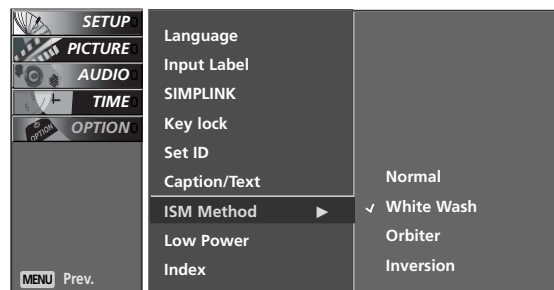 SETUP
PICTURE
AUDIO
TIME
OPTION
MENU Prev.
Language
Input Label
SIMPLINK
Key lock
Set ID
Caption/Text
ISM Method ▶
Low Power
Index
Normal
✓ White Wash
Orbiter
Inversion